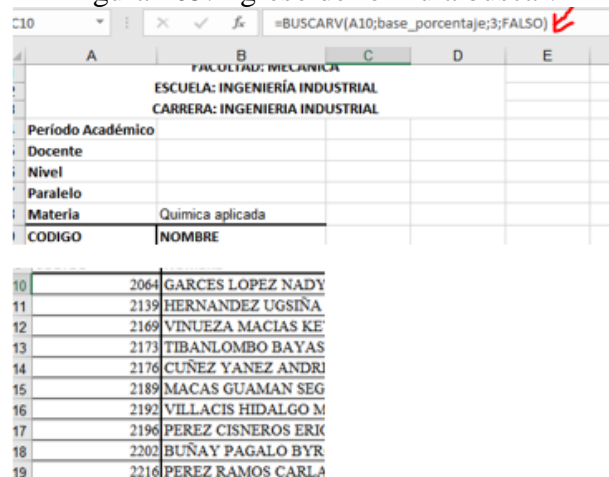 C10 fx =BUSCARV(A10;base_porcentaje;3;FALSO)
A B C D E
FACULTAD: MECANICA
ESCUELA: INGENIERÍA INDUSTRIAL
CARRERA: INGENIERIA INDUSTRIAL
Período Académico
Docente
Nivel
Paralelo
Materia Quimica aplicada
CODIGO NOMBRE
10 2064 GARCES LOPEZ NADY
11 2139 HERNANDEZ UGSIÑA
12 2169 VINUEZA MACIAS KE
13 2173 TIBANLOMBO BAYAS
14 2176 CUÑEZ YANEZ ANDRI
15 2189 MACAS GUAMAN SEG
16 2192 VILLACIS HIDALGO M
17 2196 PEREZ CISNEROS ERIC
18 2202 BUÑAY PAGALO BYR
19 2216 PEREZ RAMOS CARLA